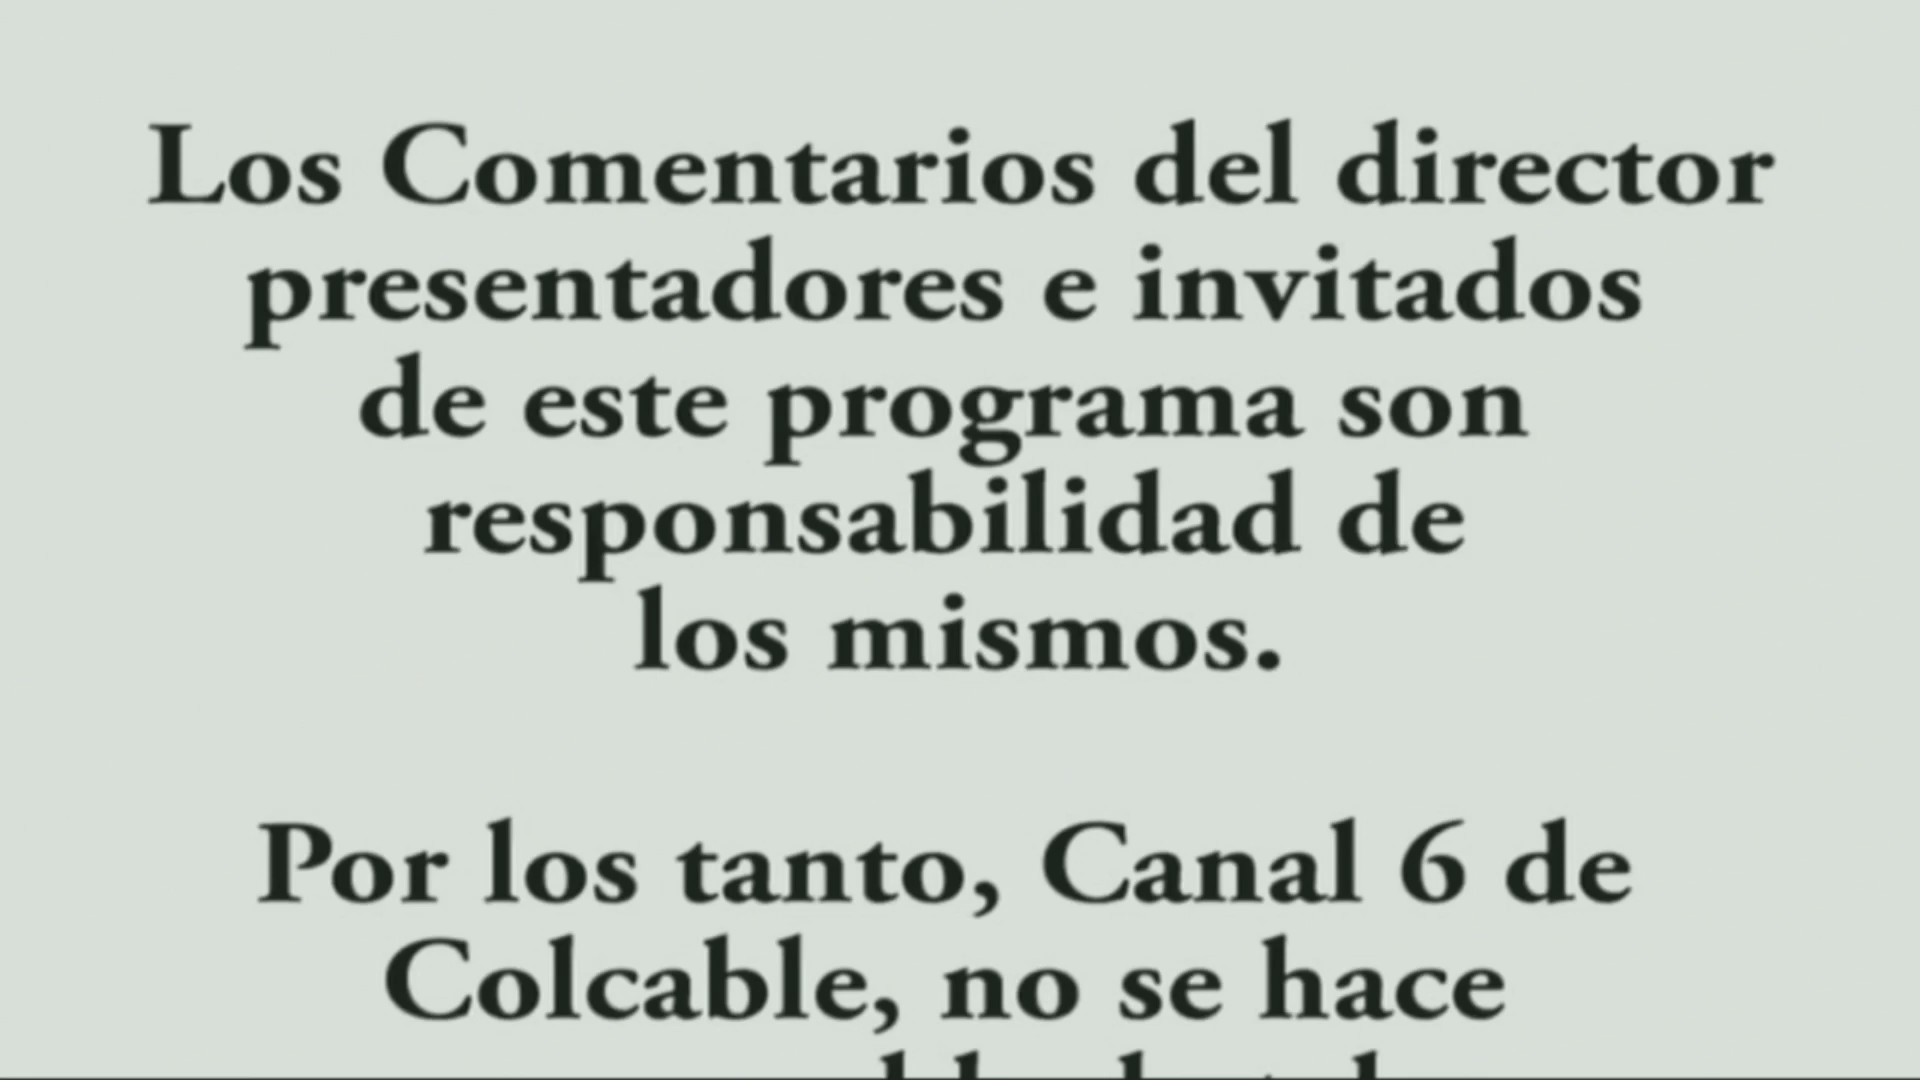 Los Comentarios del director
presentadores e invitados
de este programa son
responsabilidad de
los mismos.
Por los tanto, Canal 6 de
Colcable, no se hace